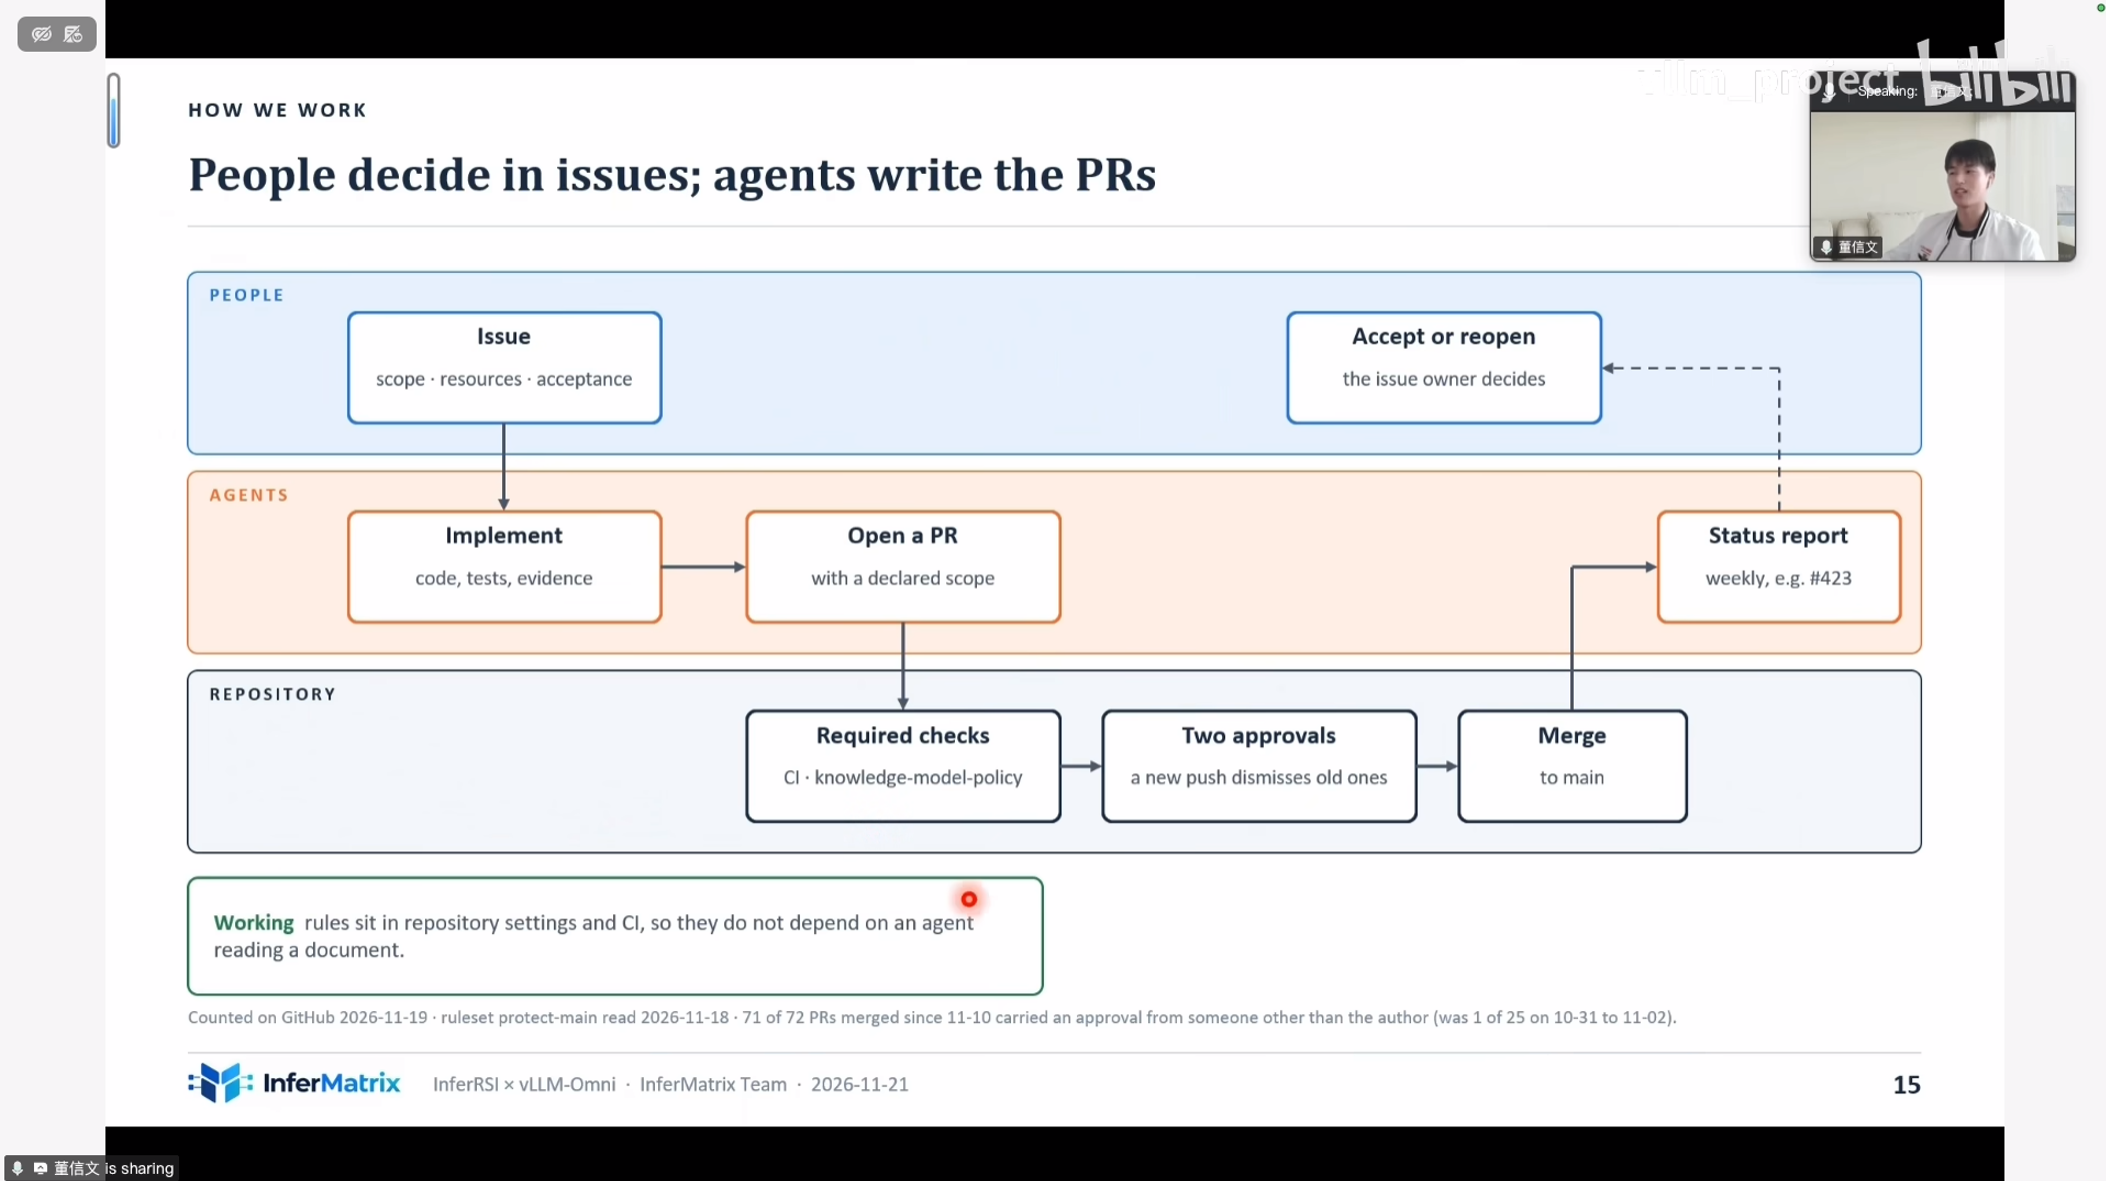 vllm_project bilibili
Speaking:
董信文
HOW WE WORK
People decide in issues; agents write the PRs
PEOPLE
Issue
scope · resources · acceptance
Accept or reopen
the issue owner decides
AGENTS
Implement
code, tests, evidence
Open a PR
with a declared scope
Status report
weekly, e.g. #423
REPOSITORY
Required checks
CI · knowledge-model-policy
Two approvals
a new push dismisses old ones
Merge
to main
Working rules sit in repository settings and CI, so they do not depend on an agent
reading a document.
Counted on GitHub 2026-11-19 · ruleset protect-main read 2026-11-18 · 71 of 72 PRs merged since 11-10 carried an approval from someone other than the author (was 1 of 25 on 10-31 to 11-02).
InferMatrix
InferRSI × vLLM-Omni · InferMatrix Team · 2026-11-21
15
董信文 is sharing